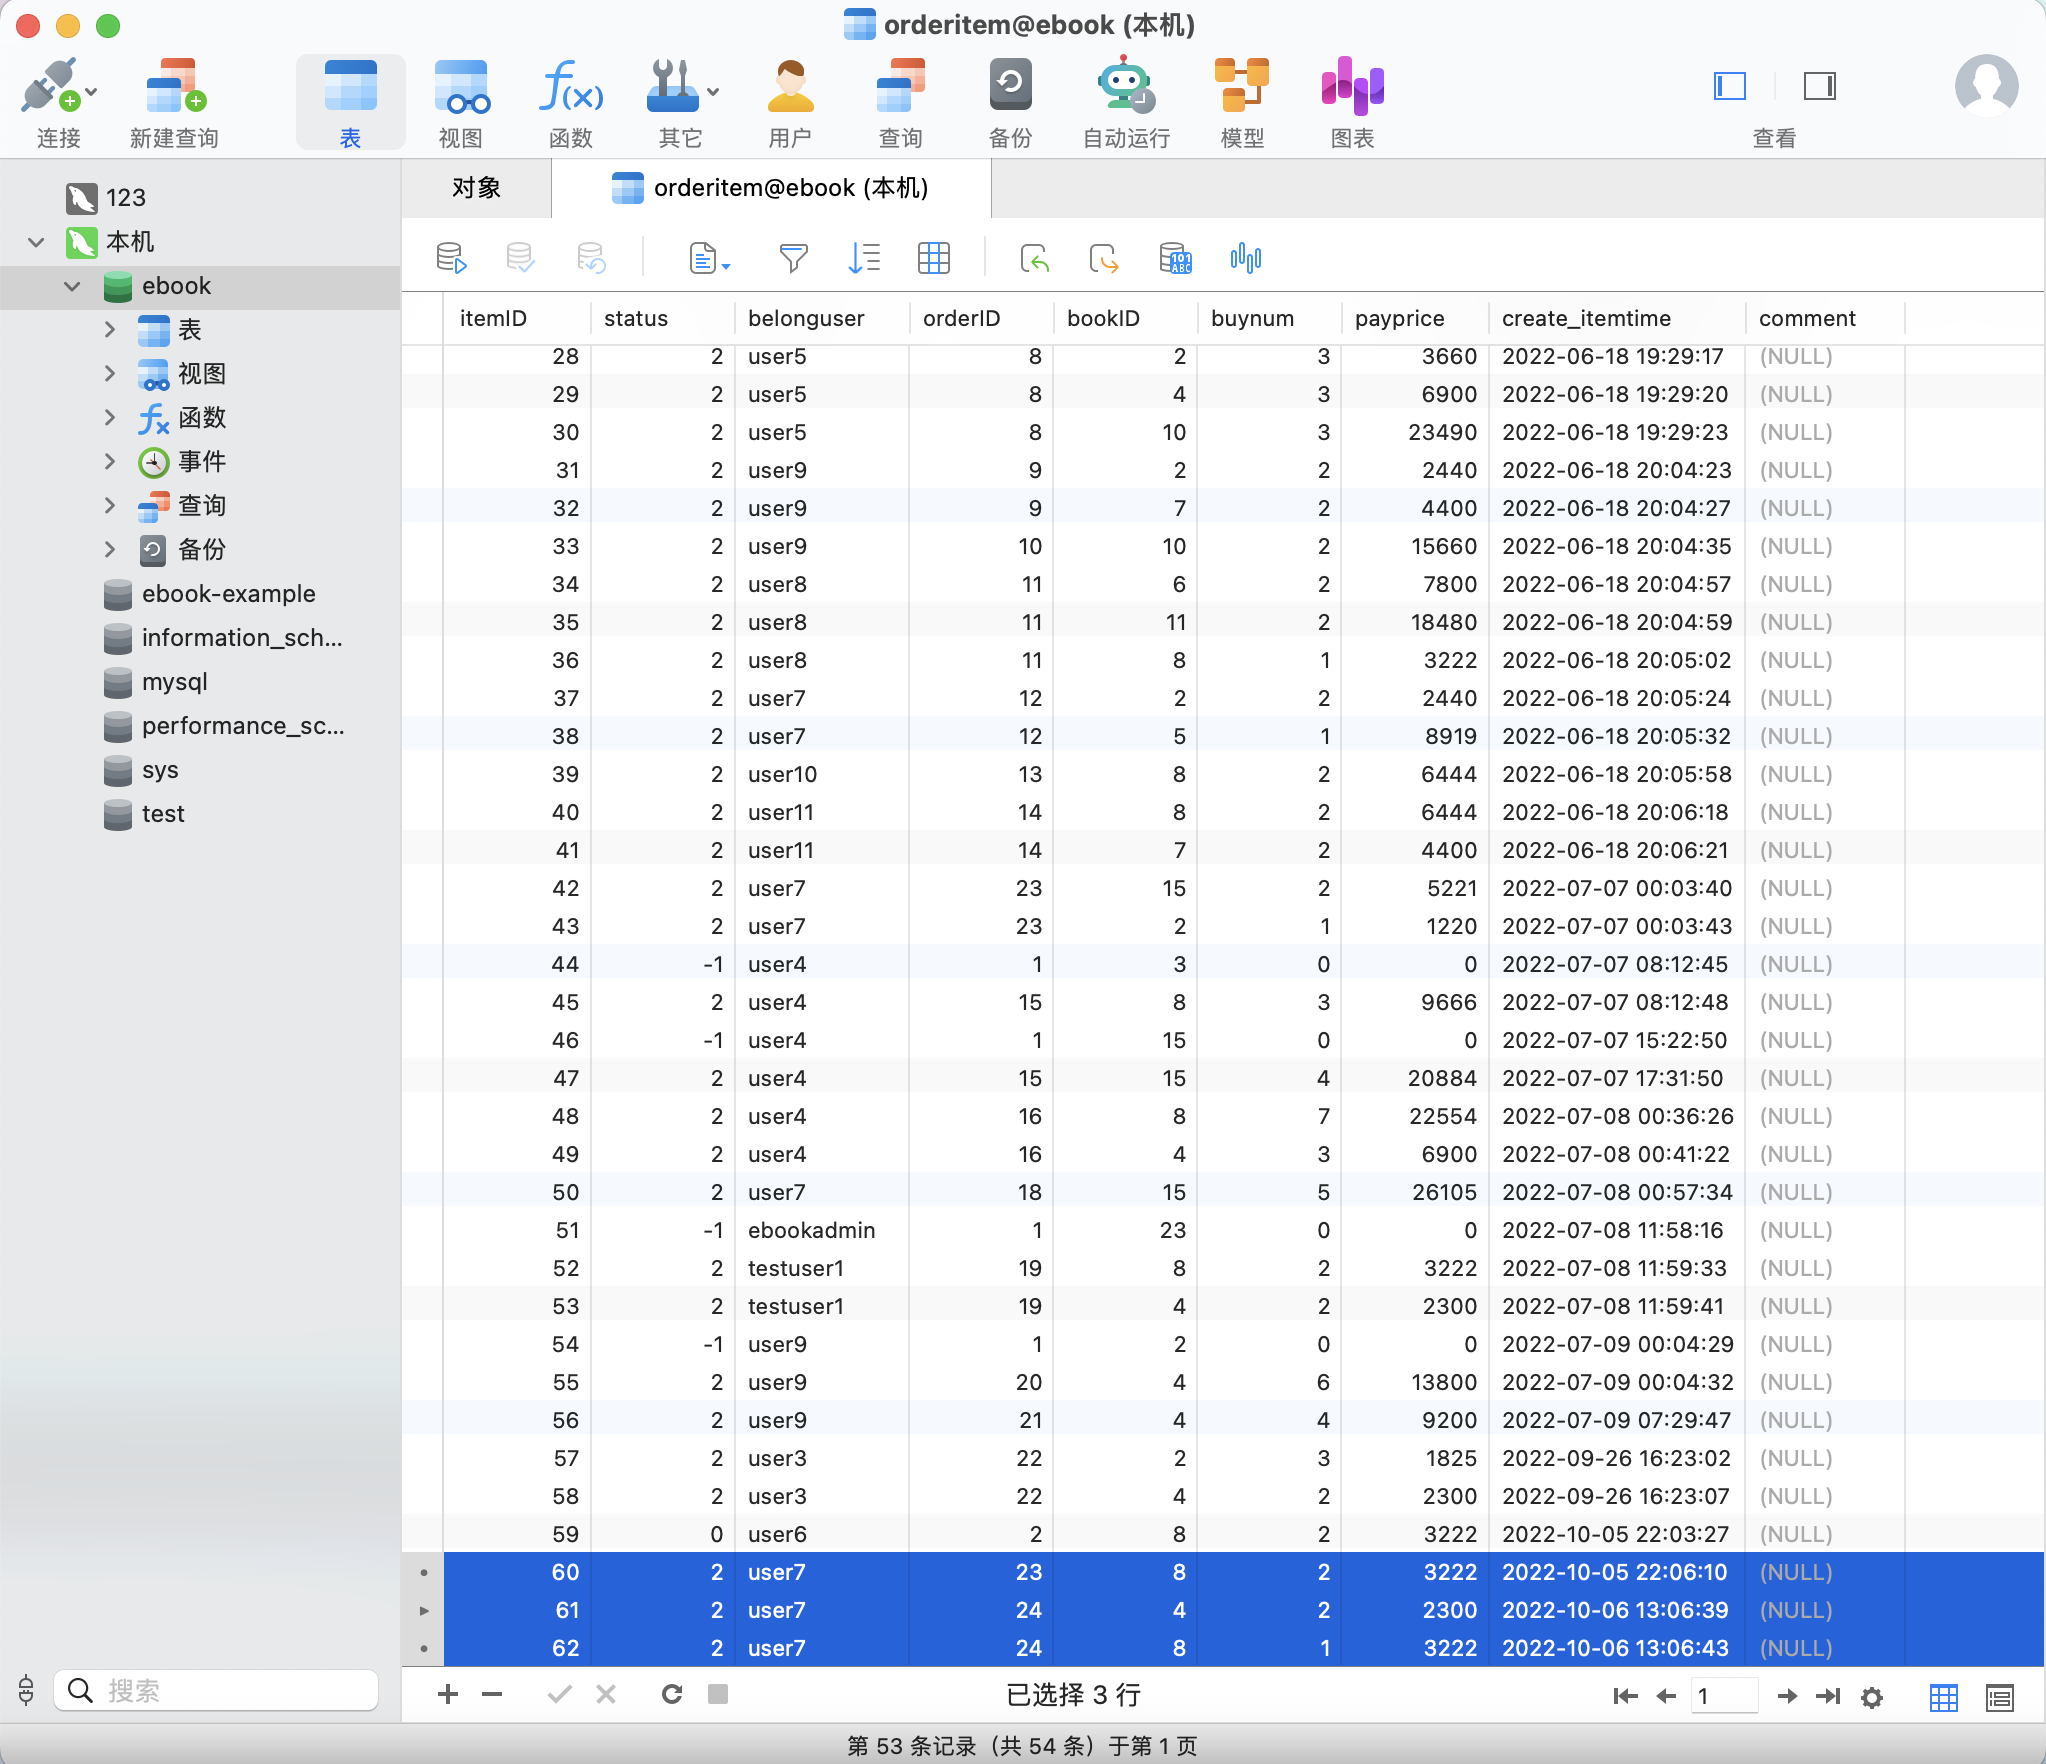 orderitem@ebook (本机)
连接 新建查询 表 视图 函数 其它 用户 查询 备份 自动运行 模型 图表 查看
123
本机
ebook
表
视图
函数
事件
查询
备份
ebook-example
information_sch...
mysql
performance_sc...
sys
test
搜索
对象 orderitem@ebook (本机)
itemID status belonguser orderID bookID buynum payprice create_itemtime comment
28 2 user5 8 2 3 3660 2022-06-18 19:29:17 (NULL)
29 2 user5 8 4 3 6900 2022-06-18 19:29:20 (NULL)
30 2 user5 8 10 3 23490 2022-06-18 19:29:23 (NULL)
31 2 user9 9 2 2 2440 2022-06-18 20:04:23 (NULL)
32 2 user9 9 7 2 4400 2022-06-18 20:04:27 (NULL)
33 2 user9 10 10 2 15660 2022-06-18 20:04:35 (NULL)
34 2 user8 11 6 2 7800 2022-06-18 20:04:57 (NULL)
35 2 user8 11 11 2 18480 2022-06-18 20:04:59 (NULL)
36 2 user8 11 8 1 3222 2022-06-18 20:05:02 (NULL)
37 2 user7 12 2 2 2440 2022-06-18 20:05:24 (NULL)
38 2 user7 12 5 1 8919 2022-06-18 20:05:32 (NULL)
39 2 user10 13 8 2 6444 2022-06-18 20:05:58 (NULL)
40 2 user11 14 8 2 6444 2022-06-18 20:06:18 (NULL)
41 2 user11 14 7 2 4400 2022-06-18 20:06:21 (NULL)
42 2 user7 23 15 2 5221 2022-07-07 00:03:40 (NULL)
43 2 user7 23 2 1 1220 2022-07-07 00:03:43 (NULL)
44 -1 user4 1 3 0 0 2022-07-07 08:12:45 (NULL)
45 2 user4 15 8 3 9666 2022-07-07 08:12:48 (NULL)
46 -1 user4 1 15 0 0 2022-07-07 15:22:50 (NULL)
47 2 user4 15 15 4 20884 2022-07-07 17:31:50 (NULL)
48 2 user4 16 8 7 22554 2022-07-08 00:36:26 (NULL)
49 2 user4 16 4 3 6900 2022-07-08 00:41:22 (NULL)
50 2 user7 18 15 5 26105 2022-07-08 00:57:34 (NULL)
51 -1 ebookadmin 1 23 0 0 2022-07-08 11:58:16 (NULL)
52 2 testuser1 19 8 2 3222 2022-07-08 11:59:33 (NULL)
53 2 testuser1 19 4 2 2300 2022-07-08 11:59:41 (NULL)
54 -1 user9 1 2 0 0 2022-07-09 00:04:29 (NULL)
55 2 user9 20 4 6 13800 2022-07-09 00:04:32 (NULL)
56 2 user9 21 4 4 9200 2022-07-09 07:29:47 (NULL)
57 2 user3 22 2 3 1825 2022-09-26 16:23:02 (NULL)
58 2 user3 22 4 2 2300 2022-09-26 16:23:07 (NULL)
59 0 user6 2 8 2 3222 2022-10-05 22:03:27 (NULL)
60 2 user7 23 8 2 3222 2022-10-05 22:06:10 (NULL)
61 2 user7 24 4 2 2300 2022-10-06 13:06:39 (NULL)
62 2 user7 24 8 1 3222 2022-10-06 13:06:43 (NULL)
已选择 3 行 1
第 53 条记录（共 54 条）于第 1 页